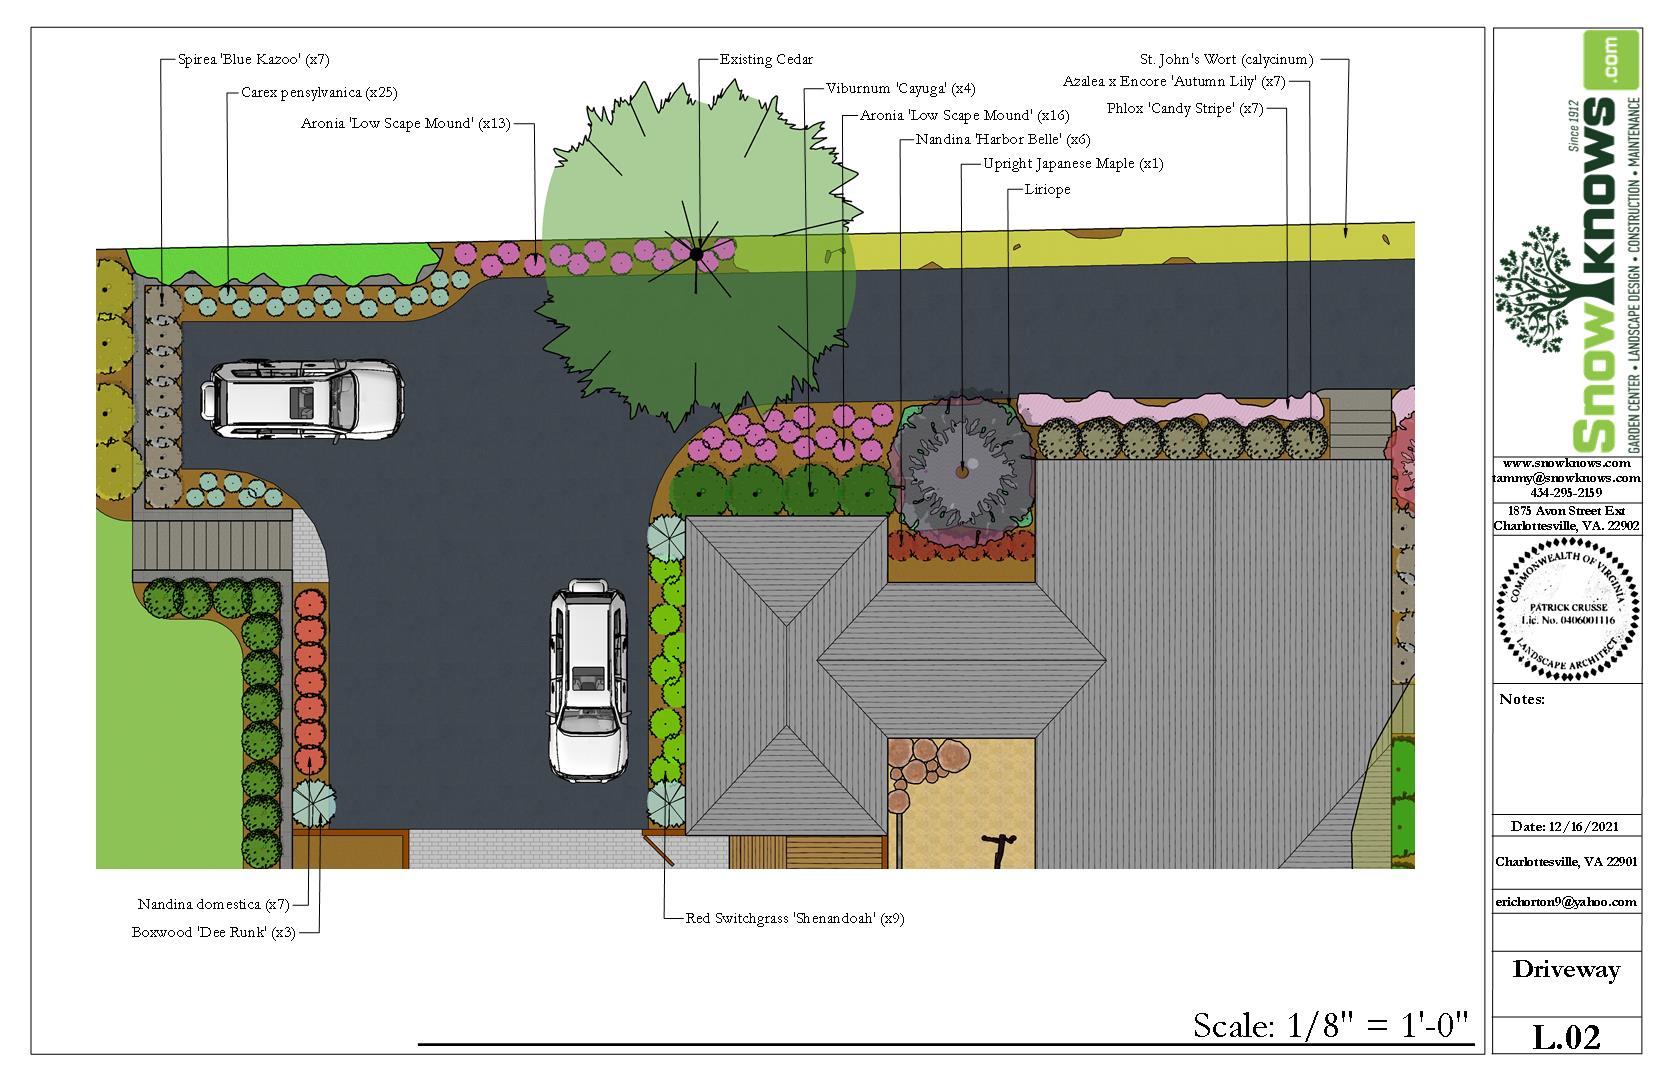 Spirea 'Blue Kazoo' (x7)
Carex pensylvanica (x25)
Aronia 'Low Scape Mound' (x13)
Existing Cedar
Viburnum 'Cayuga' (x4)
Aronia 'Low Scape Mound' (x16)
Nandina 'Harbor Belle' (x6)
Upright Japanese Maple (x1)
Liriope
St. John's Wort (calycinum)
Azalea x Encore 'Autumn Lily' (x7)
Phlox 'Candy Stripe' (x7)
Nandina domestica (x7)
Boxwood 'Dee Runk' (x3)
Red Switchgrass 'Shenandoah' (x9)
Scale: 1/8" = 1'-0"
Since 1912
Snow knows .com
GARDEN CENTER • LANDSCAPE DESIGN • CONSTRUCTION • MAINTENANCE
www.snowknows.com
tammy@snowknows.com
434-295-2159
1875 Avon Street Ext
Charlottesville, VA. 22902
COMMONWEALTH OF VIRGINIA
PATRICK CRUSSE
Lic. No. 0406001116
LANDSCAPE ARCHITECT
Notes:
Date: 12/16/2021
Charlottesville, VA 22901
erichorton9@yahoo.com
Driveway
L.02